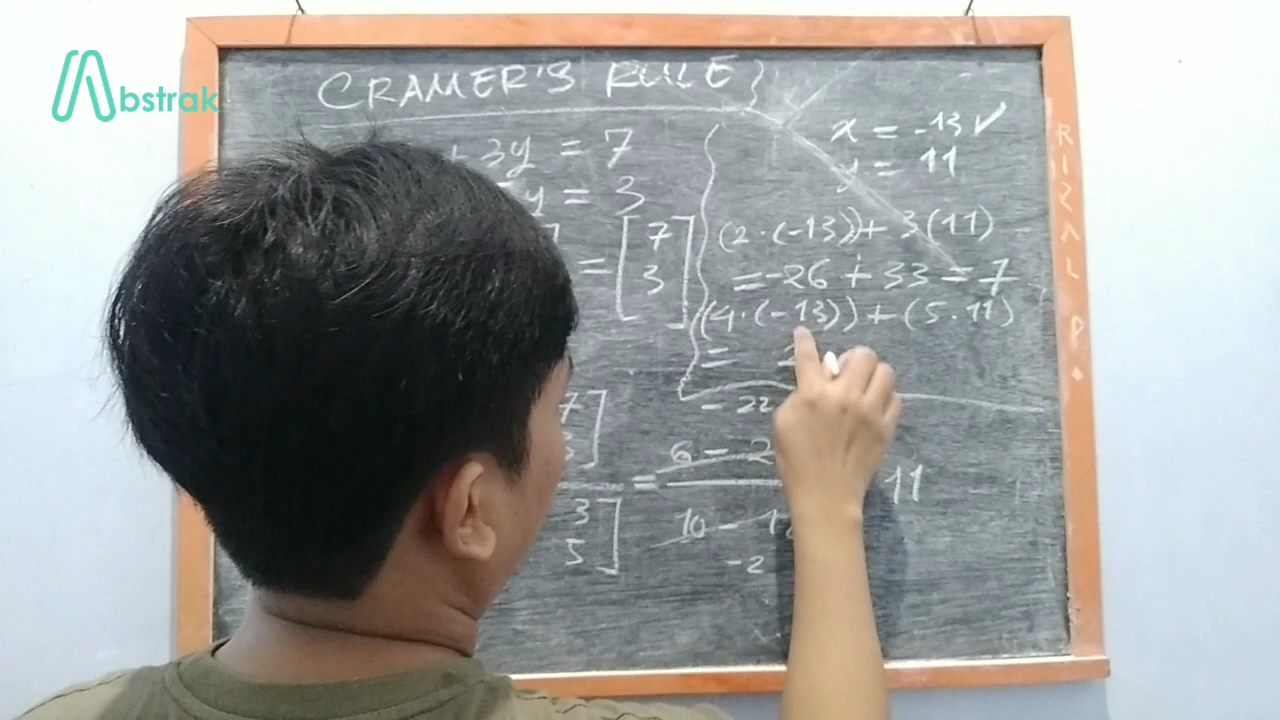 Abstrak
CRAMER'S RULE
+ 3y = 7
y = 3
= [ 7
3 ]
7
3
5
= 6 - 2
10 - 1
- 22
-2
11
x = -13 ✓
y = 11
(2·(-13)) + 3(11)
= -26 + 33 = 7
(4·(-13)) + (5·11)
=
RIZAL P.